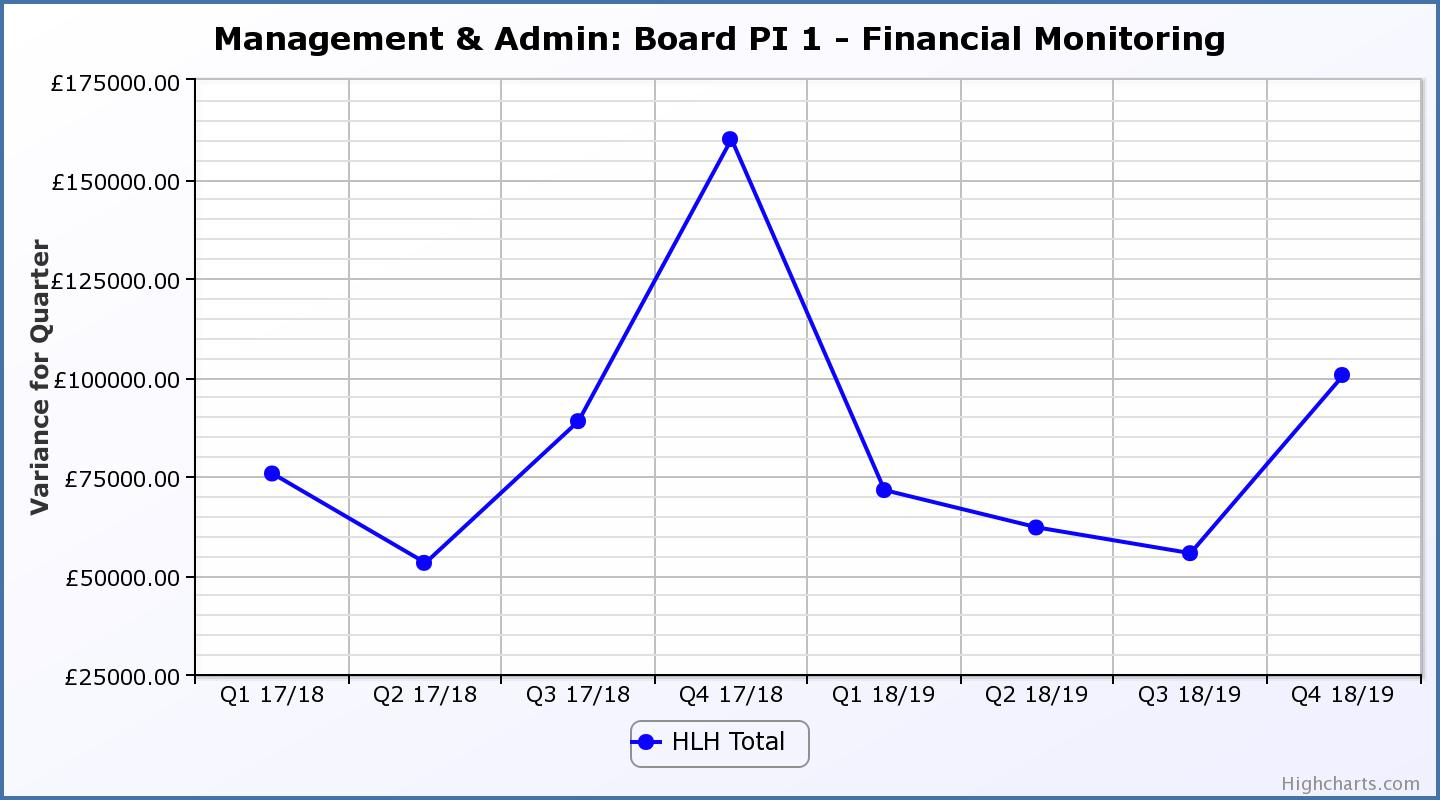 Management & Admin: Board PI 1 - Financial Monitoring
Variance for Quarter
£175000.00
£150000.00
£125000.00
£100000.00
£75000.00
£50000.00
£25000.00
Q1 17/18 Q2 17/18 Q3 17/18 Q4 17/18 Q1 18/19 Q2 18/19 Q3 18/19 Q4 18/19
HLH Total
Highcharts.com